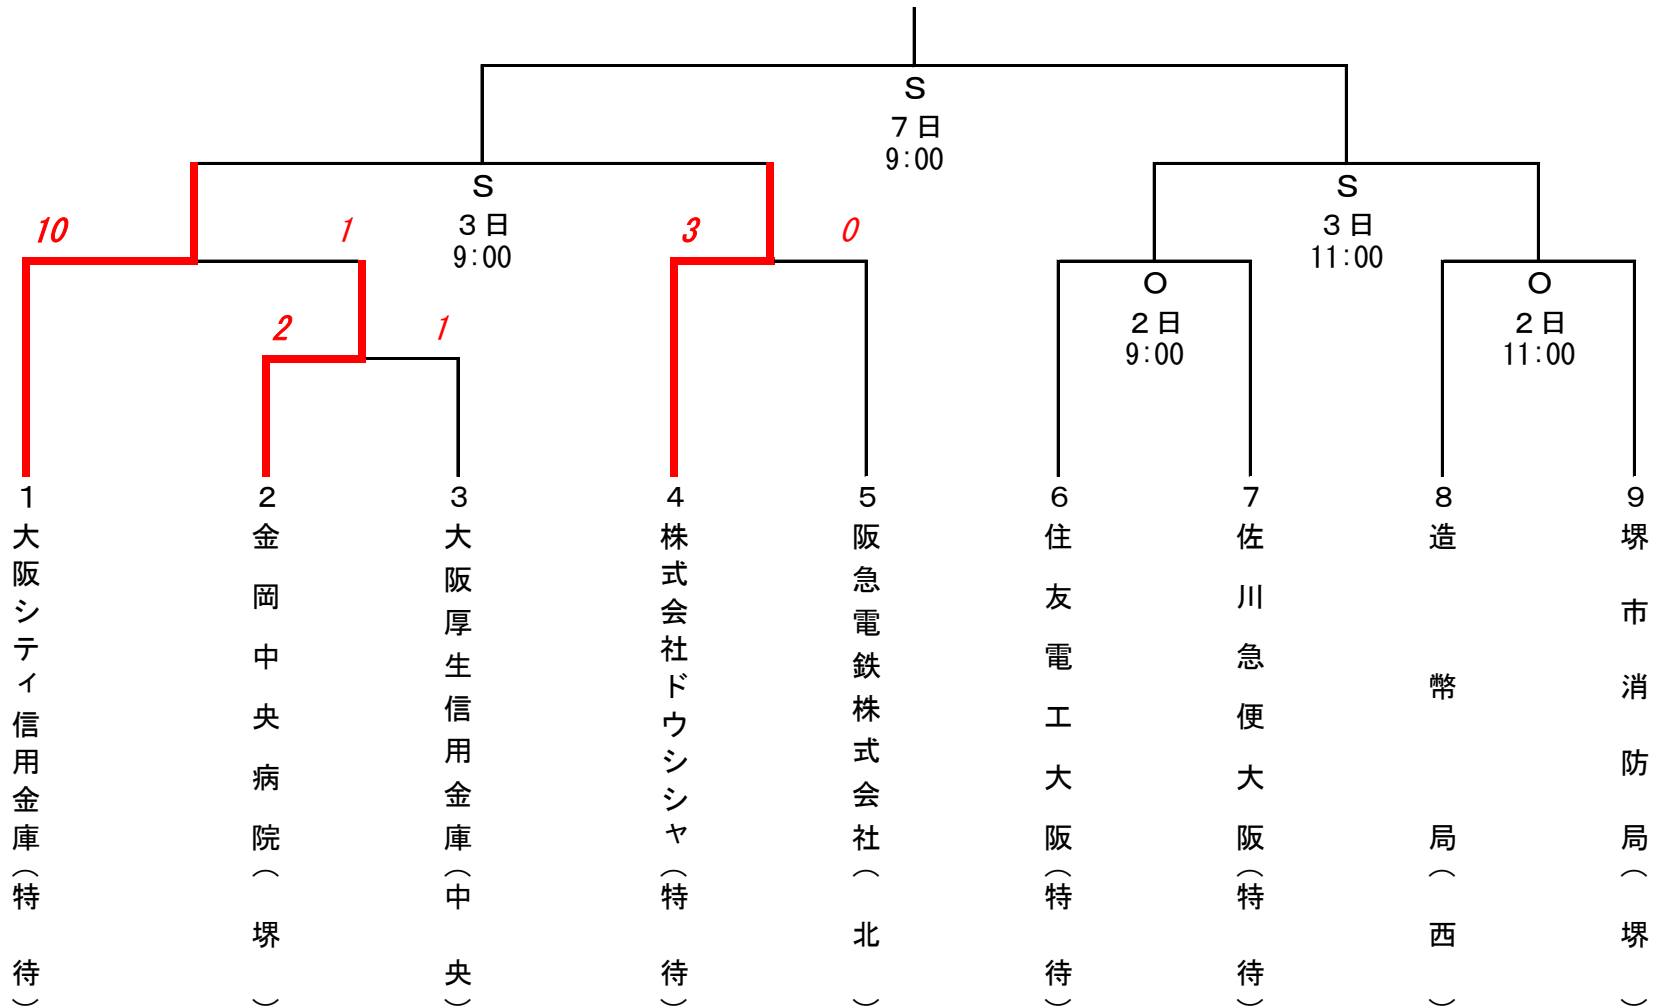 Ｓ
７日
9:00
Ｓ
３日
9:00
Ｓ
３日
11:00
10
1
3
0
Ｏ
２日
9:00
Ｏ
２日
11:00
2
1
１
大阪シティ信用金庫(特待)
２
金岡中央病院(堺)
３
大阪厚生信用金庫(中央)
４
株式会社ドウシシャ(特待)
５
阪急電鉄株式会社(北)
６
住友電工大阪(特待)
７
佐川急便大阪(特待)
８
造幣局(西)
９
堺市消防局(堺)